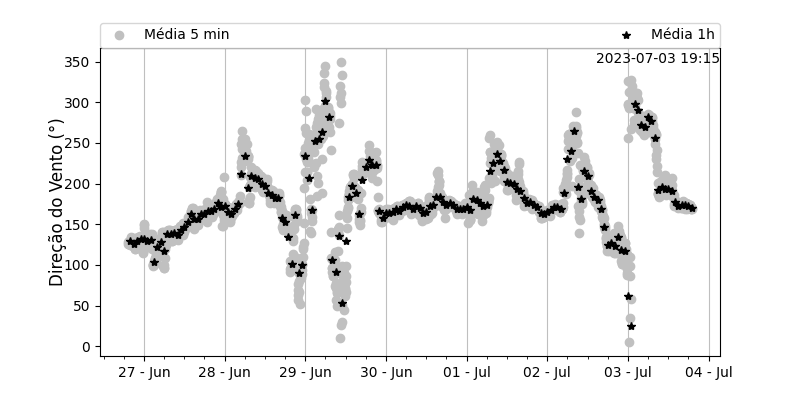 Média 5 min
Média 1h
2023-07-03 19:15
Direção do Vento (°)
350
300
250
200
150
100
50
0
27 - Jun
28 - Jun
29 - Jun
30 - Jun
01 - Jul
02 - Jul
03 - Jul
04 - Jul